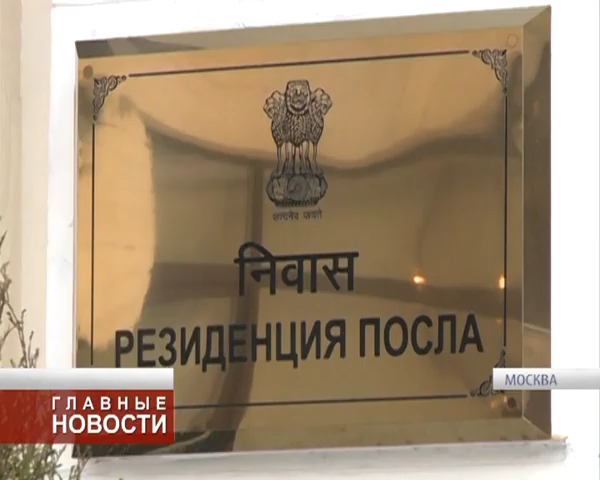 सत्यमेव जयते
निवास
РЕЗИДЕНЦИЯ ПОСЛА
МОСКВА
ГЛАВНЫЕ
НОВОСТИ